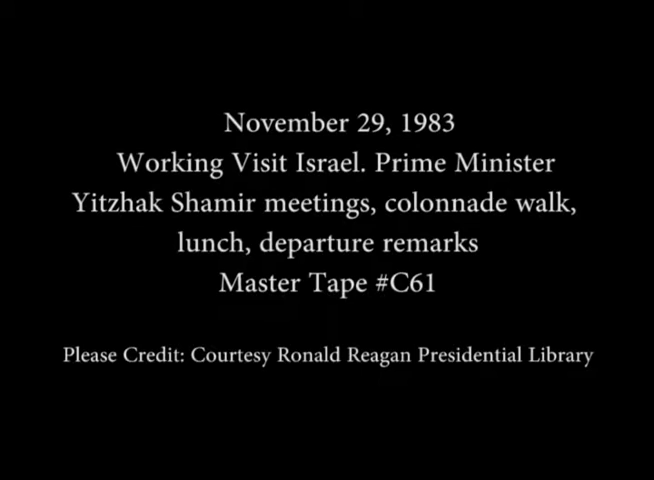 November 29, 1983
Working Visit Israel. Prime Minister
Yitzhak Shamir meetings, colonnade walk,
lunch, departure remarks
Master Tape #C61
Please Credit: Courtesy Ronald Reagan Presidential Library